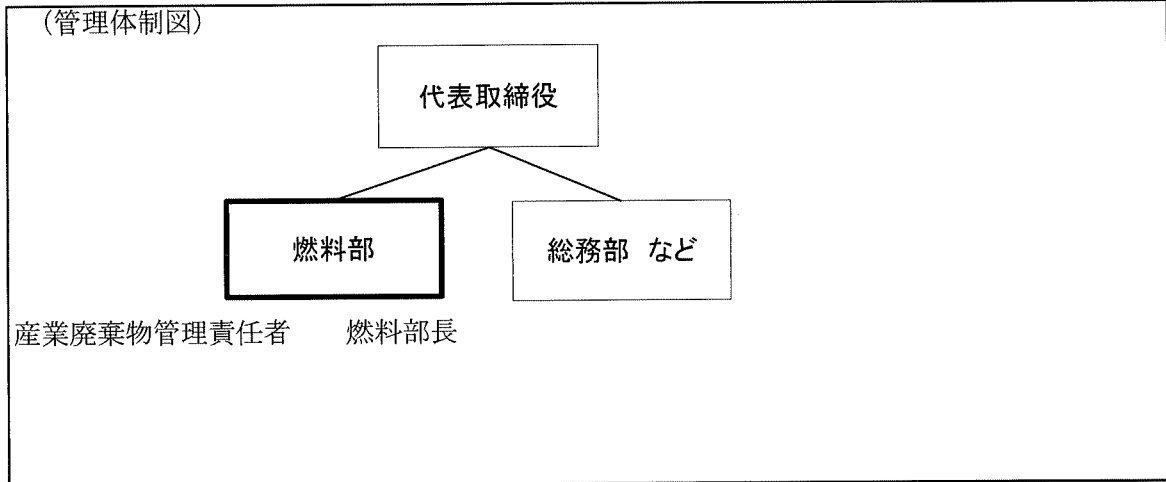 （管理体制図）
代表取締役
燃料部
総務部 など
産業廃棄物管理責任者 燃料部長